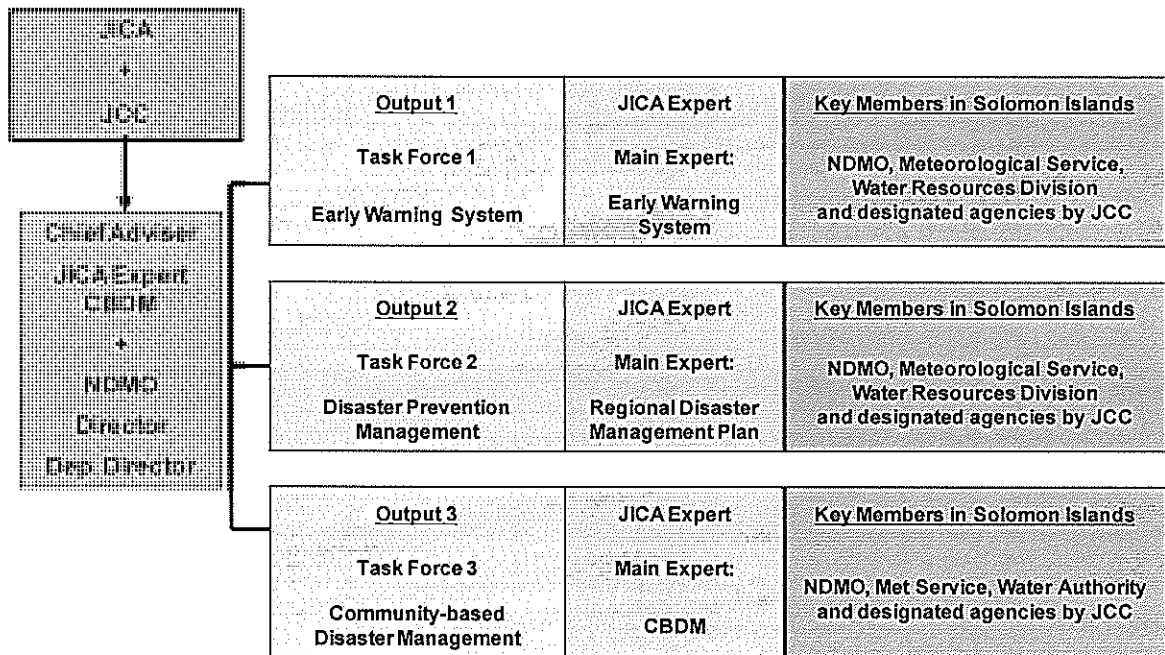 JICA
+
JCC
Chief Adviser
JICA Expert
CBDM
+
NDMO
Director
Dep. Director
Output 1
Task Force 1
Early Warning System
JICA Expert
Main Expert:
Early Warning
System
Key Members in Solomon Islands
NDMO, Meteorological Service,
Water Resources Division
and designated agencies by JCC
Output 2
Task Force 2
Disaster Prevention
Management
JICA Expert
Main Expert:
Regional Disaster
Management Plan
Key Members in Solomon Islands
NDMO, Meteorological Service,
Water Resources Division
and designated agencies by JCC
Output 3
Task Force 3
Community-based
Disaster Management
JICA Expert
Main Expert:
CBDM
Key Members in Solomon Islands
NDMO, Met Service, Water Authority
and designated agencies by JCC